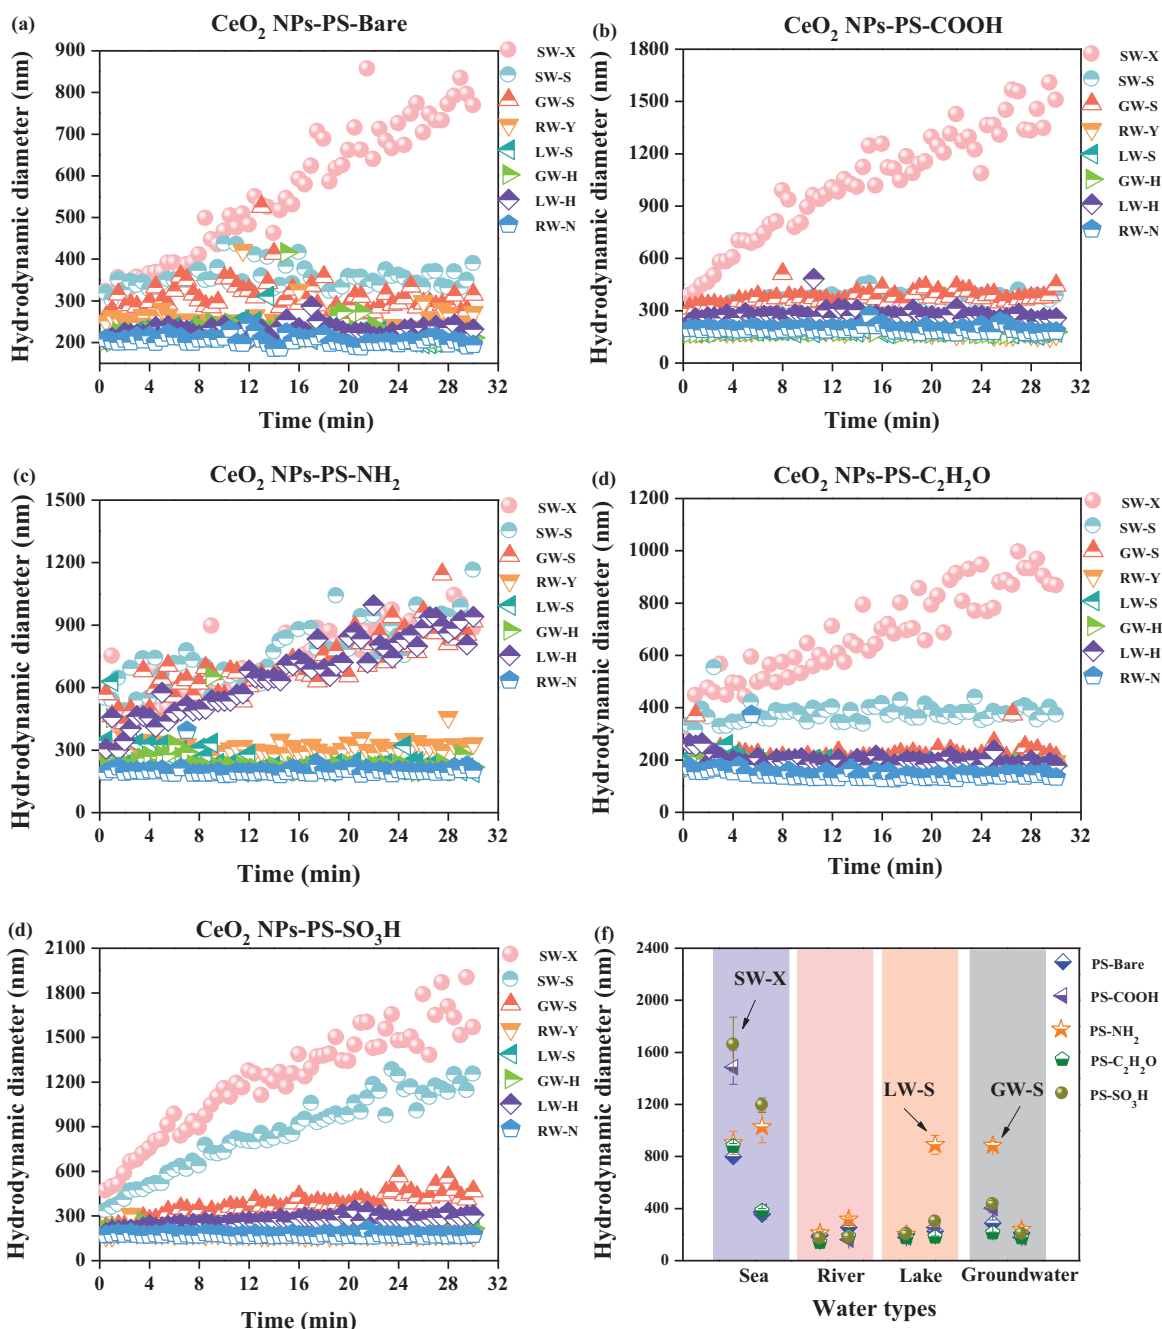 (a) CeO2 NPs-PS-Bare
Hydrodynamic diameter (nm)
900
800
700
600
500
400
300
200
0 4 8 12 16 20 24 28 32
Time (min)
SW-X
SW-S
GW-S
RW-Y
LW-S
GW-H
LW-H
RW-N
(b) CeO2 NPs-PS-COOH
Hydrodynamic diameter (nm)
1800
1500
1200
900
600
300
0
0 4 8 12 16 20 24 28 32
Time (min)
SW-X
SW-S
GW-S
RW-Y
LW-S
GW-H
LW-H
RW-N
(c) CeO2 NPs-PS-NH2
Hydrodynamic diameter (nm)
1500
1200
900
600
300
0
0 4 8 12 16 20 24 28 32
Time (min)
SW-X
SW-S
GW-S
RW-Y
LW-S
GW-H
LW-H
RW-N
(d) CeO2 NPs-PS-C2H2O
Hydrodynamic diameter (nm)
1200
1000
800
600
400
200
0
0 4 8 12 16 20 24 28 32
Time (min)
SW-X
SW-S
GW-S
RW-Y
LW-S
GW-H
LW-H
RW-N
(d) CeO2 NPs-PS-SO3H
Hydrodynamic diameter (nm)
2100
1800
1500
1200
900
600
300
0
0 4 8 12 16 20 24 28 32
Time (min)
SW-X
SW-S
GW-S
RW-Y
LW-S
GW-H
LW-H
RW-N
(f)
Hydrodynamic diameter (nm)
2400
2000
1600
1200
800
400
0
SW-X
LW-S
GW-S
Sea River Lake Groundwater
Water types
PS-Bare
PS-COOH
PS-NH2
PS-C2H2O
PS-SO3H